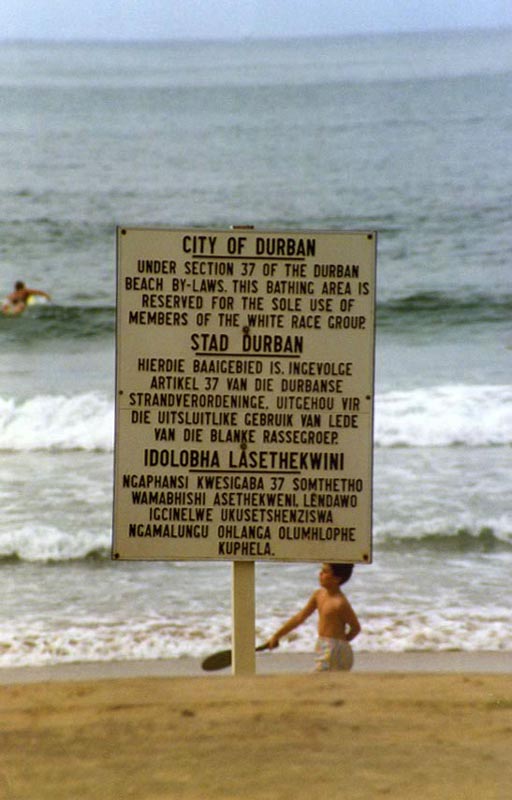 CITY OF DURBAN
UNDER SECTION 37 OF THE DURBAN
BEACH BY-LAWS. THIS BATHING AREA IS
RESERVED FOR THE SOLE USE OF
MEMBERS OF THE WHITE RACE GROUP.
STAD DURBAN
HIERDIE BAAIGEBIED IS, INGEVOLGE
ARTIKEL 37 VAN DIE DURBANSE
STRANDVERORDENINGE, UITGEHOU VIR
DIE UITSLUITLIKE GEBRUIK VAN LEDE
VAN DIE BLANKE RASSEGROEP.
IDOLOBHA LASETHEKWINI
NGAPHANSI KWESIGABA 37 SOMTHETHO
WAMABHISHI ASETHEKWENI, LENDAWO
IGCINELWE UKUSETSHENZISWA
NGAMALUNGU OHLANGA OLUMHLOPHE
KUPHELA.